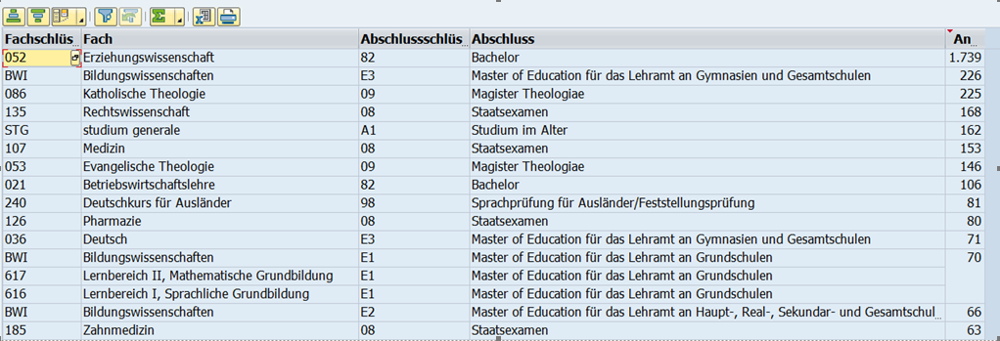 Fachschlüs.. Fach Abschlussschlüs.. Abschluss An..
052 Erziehungswissenschaft 82 Bachelor 1.739
BWI Bildungswissenschaften E3 Master of Education für das Lehramt an Gymnasien und Gesamtschulen 226
086 Katholische Theologie 09 Magister Theologiae 225
135 Rechtswissenschaft 08 Staatsexamen 168
STG studium generale A1 Studium im Alter 162
107 Medizin 08 Staatsexamen 153
053 Evangelische Theologie 09 Magister Theologiae 146
021 Betriebswirtschaftslehre 82 Bachelor 106
240 Deutschkurs für Ausländer 98 Sprachprüfung für Ausländer/Feststellungsprüfung 81
126 Pharmazie 08 Staatsexamen 80
036 Deutsch E3 Master of Education für das Lehramt an Gymnasien und Gesamtschulen 71
BWI Bildungswissenschaften E1 Master of Education für das Lehramt an Grundschulen 70
617 Lernbereich II, Mathematische Grundbildung E1 Master of Education für das Lehramt an Grundschulen
616 Lernbereich I, Sprachliche Grundbildung E1 Master of Education für das Lehramt an Grundschulen
BWI Bildungswissenschaften E2 Master of Education für das Lehramt an Haupt-, Real-, Sekundar- und Gesamtschul... 66
185 Zahnmedizin 08 Staatsexamen 63